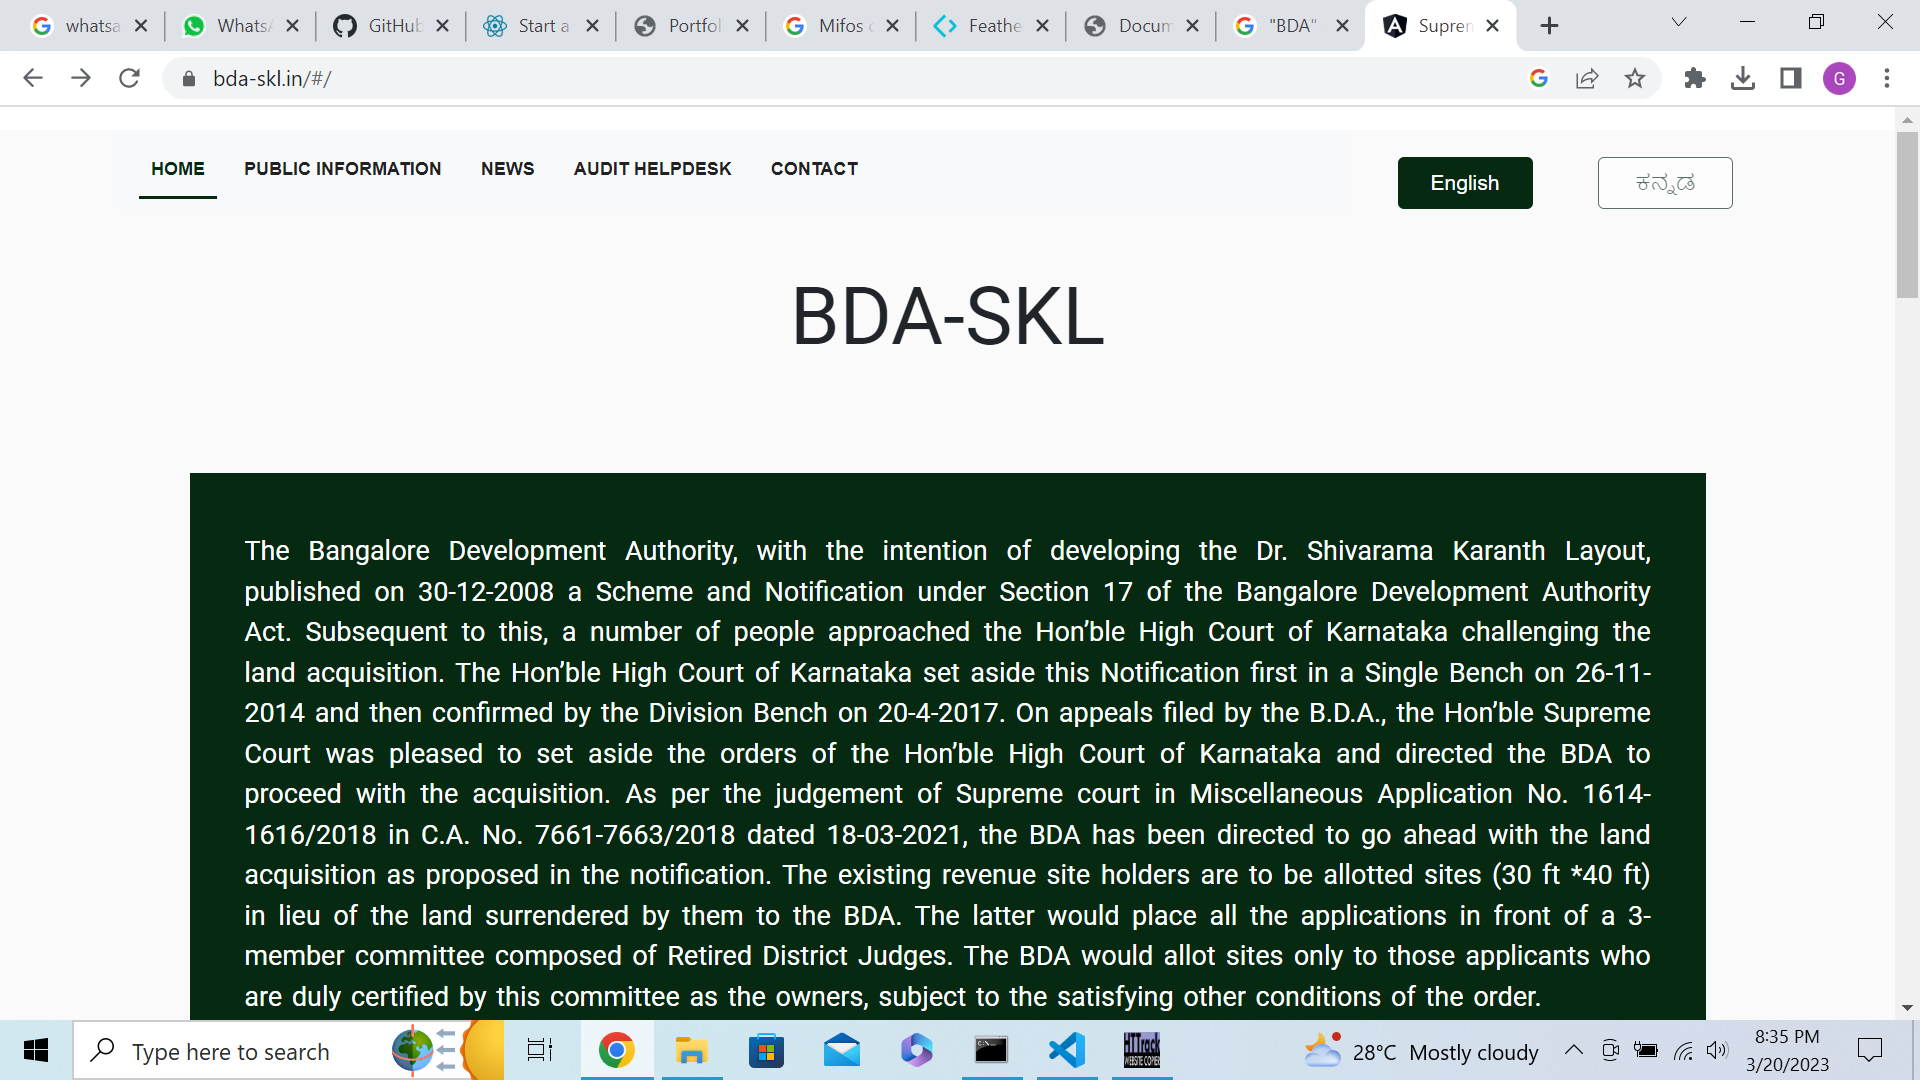 whatsa WhatsA GitHub Start a Portfol Mifos Feathe Docum "BDA" Suprem
bda-skl.in/#/ G
HOME PUBLIC INFORMATION NEWS AUDIT HELPDESK CONTACT English ಕನ್ನಡ
BDA-SKL
The Bangalore Development Authority, with the intention of developing the Dr. Shivarama Karanth Layout,
published on 30-12-2008 a Scheme and Notification under Section 17 of the Bangalore Development Authority
Act. Subsequent to this, a number of people approached the Hon’ble High Court of Karnataka challenging the
land acquisition. The Hon’ble High Court of Karnataka set aside this Notification first in a Single Bench on 26-11-
2014 and then confirmed by the Division Bench on 20-4-2017. On appeals filed by the B.D.A., the Hon’ble Supreme
Court was pleased to set aside the orders of the Hon’ble High Court of Karnataka and directed the BDA to
proceed with the acquisition. As per the judgement of Supreme court in Miscellaneous Application No. 1614-
1616/2018 in C.A. No. 7661-7663/2018 dated 18-03-2021, the BDA has been directed to go ahead with the land
acquisition as proposed in the notification. The existing revenue site holders are to be allotted sites (30 ft *40 ft)
in lieu of the land surrendered by them to the BDA. The latter would place all the applications in front of a 3-
member committee composed of Retired District Judges. The BDA would allot sites only to those applicants who
are duly certified by this committee as the owners, subject to the satisfying other conditions of the order.
Type here to search HTTrack WEBSITE COPIER 28°C Mostly cloudy 8:35 PM
3/20/2023